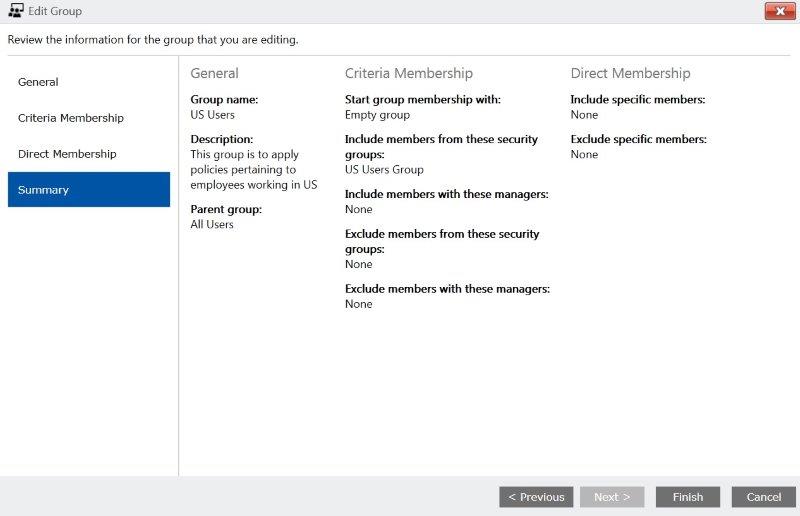 Edit Group
Review the information for the group that you are editing.
General
Criteria Membership
Direct Membership
Summary
General
Group name:
US Users
Description:
This group is to apply
policies pertaining to
employees working in US
Parent group:
All Users
Criteria Membership
Start group membership with:
Empty group
Include members from these security
groups:
US Users Group
Include members with these managers:
None
Exclude members from these security
groups:
None
Exclude members with these managers:
None
Direct Membership
Include specific members:
None
Exclude specific members:
None
< Previous
Next >
Finish
Cancel